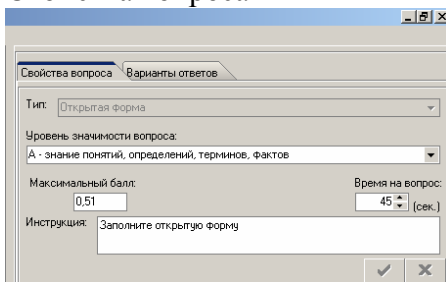 Свойства вопроса Варианты ответов
Тип: Открытая форма
Уровень значимости вопроса:
А - знание понятий, определений, терминов, фактов
Максимальный балл: Время на вопрос:
0,51 45 (сек.)
Инструкция: Заполните открытую форму